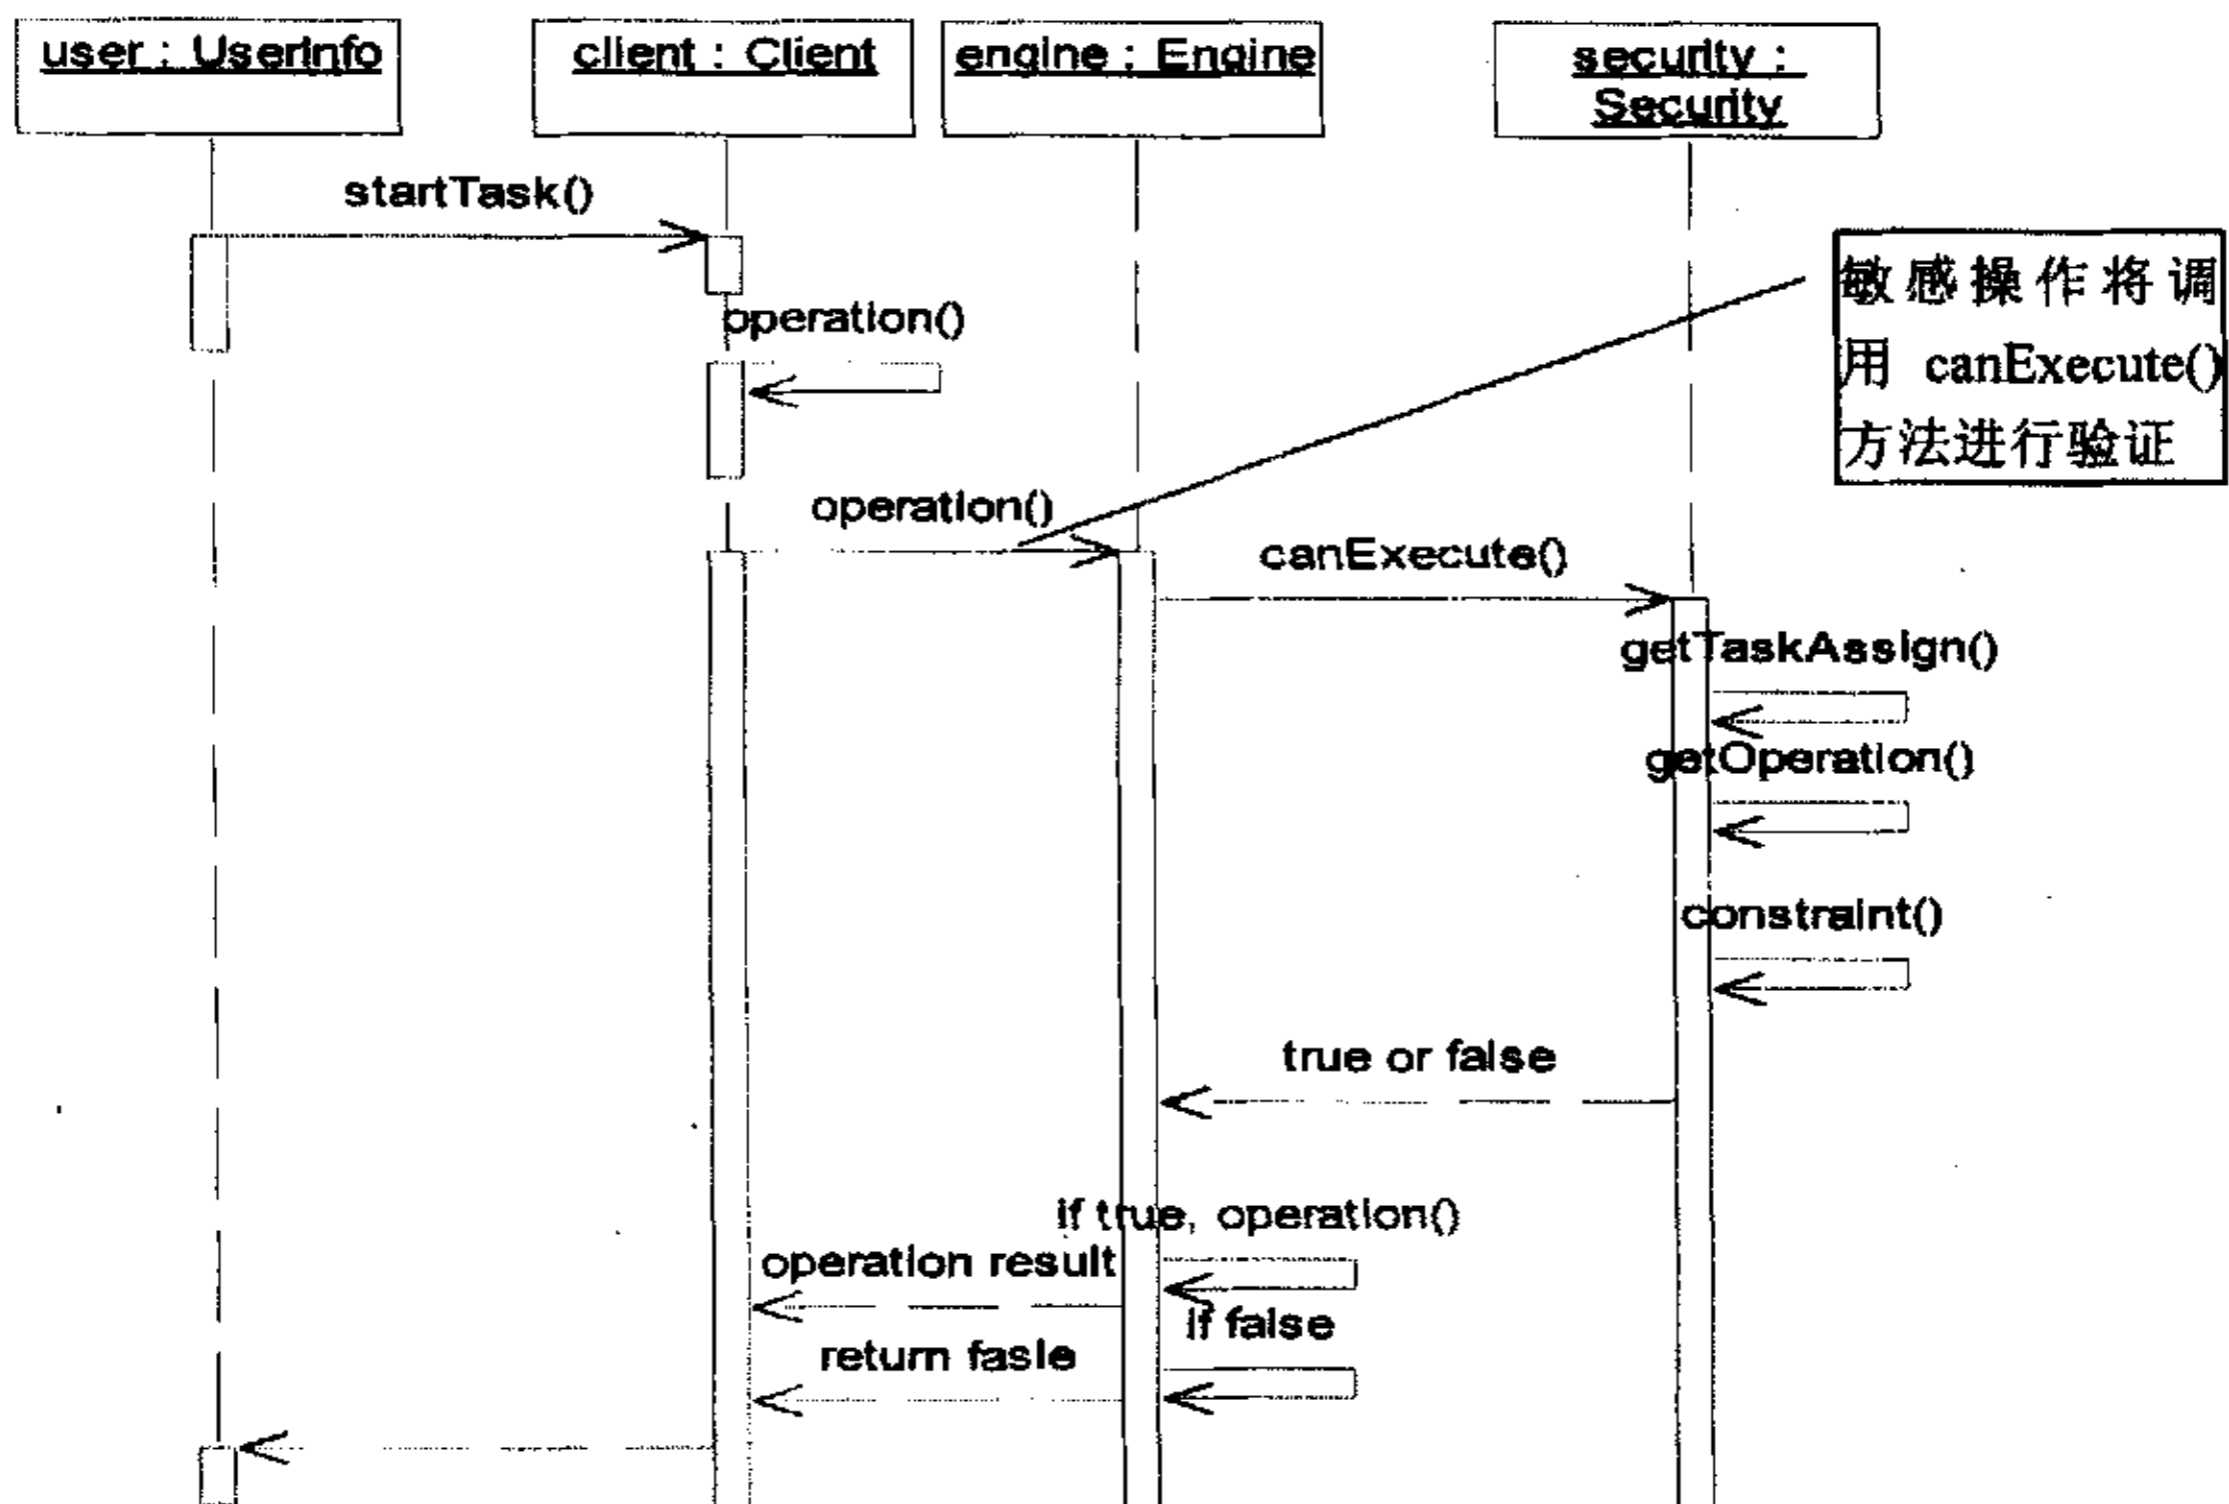 user : UserInfo
client : Client
engine : Engine
security :
Security
startTask()
敏感操作将调
用 canExecute()
方法进行验证
operation()
operation()
canExecute()
getTaskAssign()
getOperation()
constraint()
true or false
if true, operation()
operation result
if false
return fasle